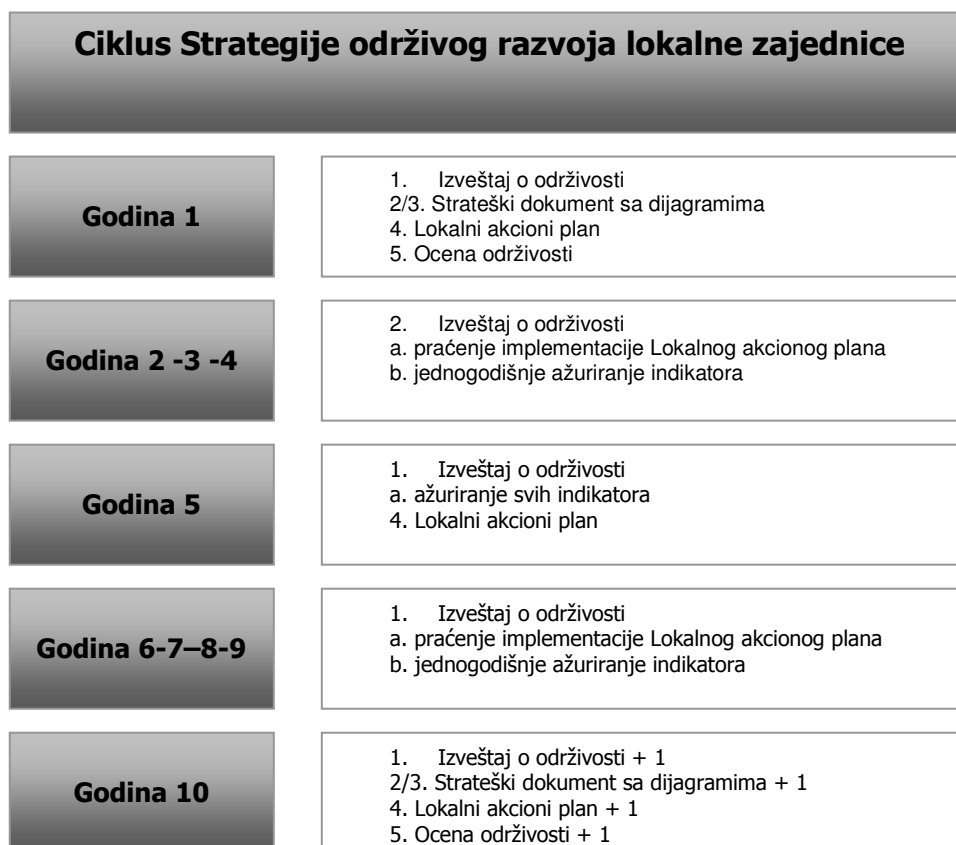 Ciklus Strategije održivog razvoja lokalne zajednice
Godina 1
1. Izveštaj o održivosti
2/3. Strateški dokument sa dijagramima
4. Lokalni akcioni plan
5. Ocena održivosti
Godina 2 -3 -4
2. Izveštaj o održivosti
a. praćenje implementacije Lokalnog akcionog plana
b. jednogodišnje ažuriranje indikatora
Godina 5
1. Izveštaj o održivosti
a. ažuriranje svih indikatora
4. Lokalni akcioni plan
Godina 6-7–8-9
1. Izveštaj o održivosti
a. praćenje implementacije Lokalnog akcionog plana
b. jednogodišnje ažuriranje indikatora
Godina 10
1. Izveštaj o održivosti + 1
2/3. Strateški dokument sa dijagramima + 1
4. Lokalni akcioni plan + 1
5. Ocena održivosti + 1